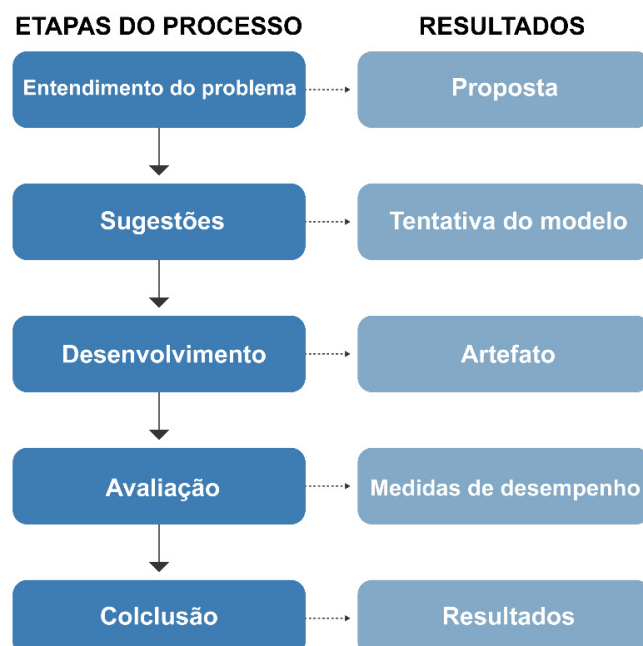 ETAPAS DO PROCESSO
RESULTADOS
Entendimento do problema
Proposta
Sugestões
Tentativa do modelo
Desenvolvimento
Artefato
Avaliação
Medidas de desempenho
Colclusão
Resultados